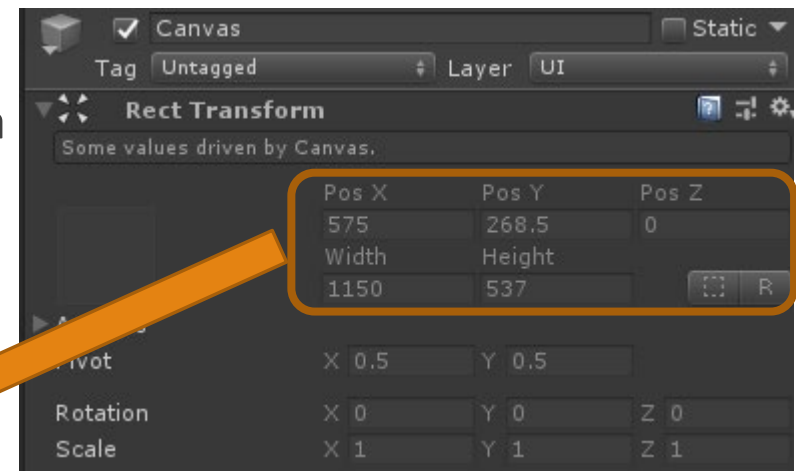 Canvas Static
Tag Untagged Layer UI
Rect Transform
Some values driven by Canvas.
Pos X Pos Y Pos Z
575 268.5 0
Width Height
1150 537
R
Pivot X 0.5 Y 0.5
Rotation X 0 Y 0 Z 0
Scale X 1 Y 1 Z 1